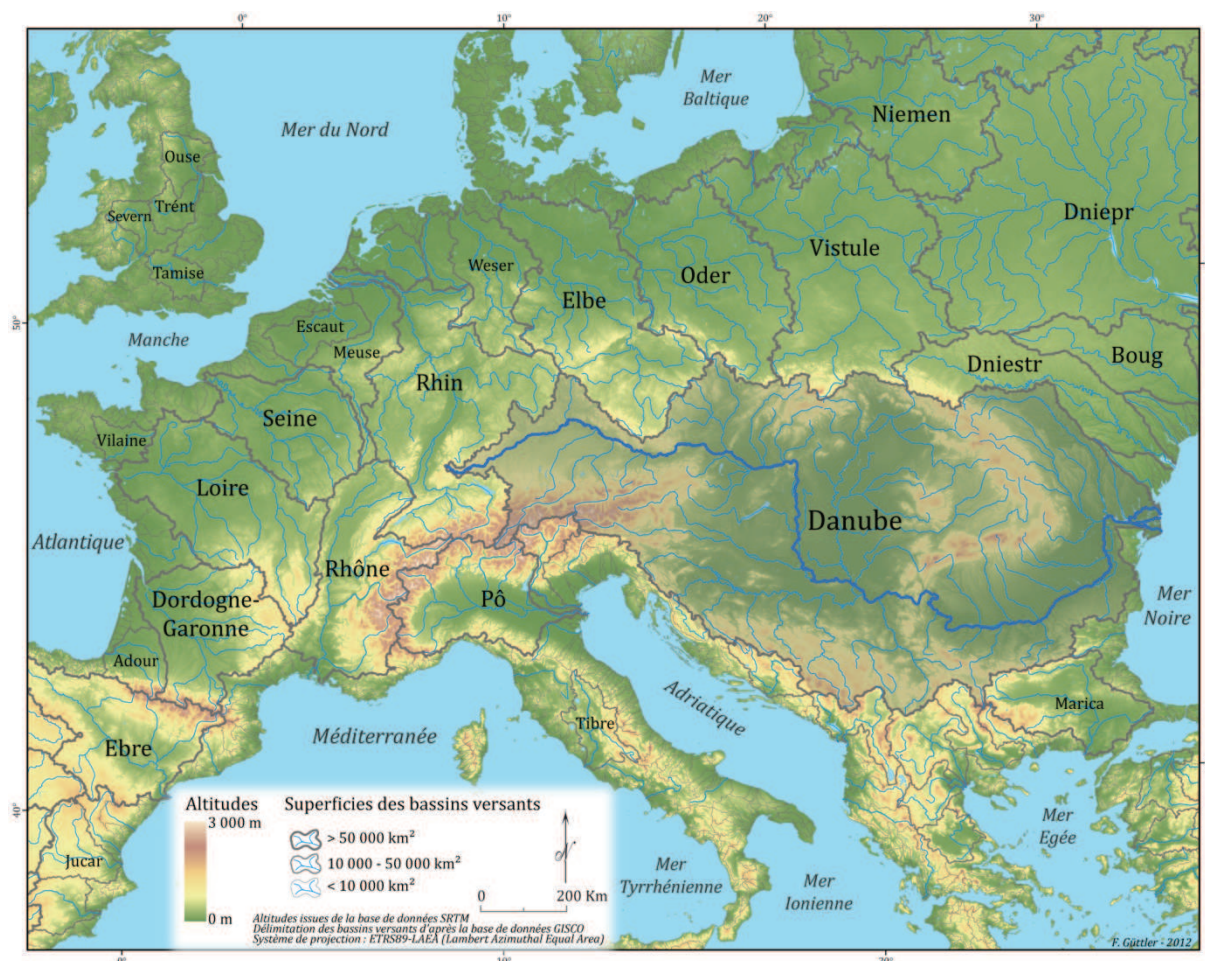 0°
10°
20°
30°
Mer
Baltique
Niemen
Mer du Nord
Ouse
Trént
Severn
Tamise
Dniepr
Vistule
Weser
Oder
Elbe
50°
Manche
Escaut
Meuse
Rhin
Dniestr
Boug
Seine
Vilaine
Loire
Danube
Atlantique
Rhône
Pô
Dordogne-
Garonne
Mer
Noire
Adour
Adriatique
Marica
Tibre
Méditerranée
Ebre
Mer
Egée
40°
Jucar
Mer
Tyrrhénienne
Mer
Ionienne
Altitudes
3 000 m
0 m
Superficies des bassins versants
> 50 000 km²
10 000 - 50 000 km²
< 10 000 km²
N
0 200 Km
Altitudes issues de la base de données SRTM
Délimitation des bassins versants d'après la base de données GISCO
Système de projection : ETRS89-LAEA (Lambert Azimuthal Equal Area)
F. Güttler - 2012
0°
20°